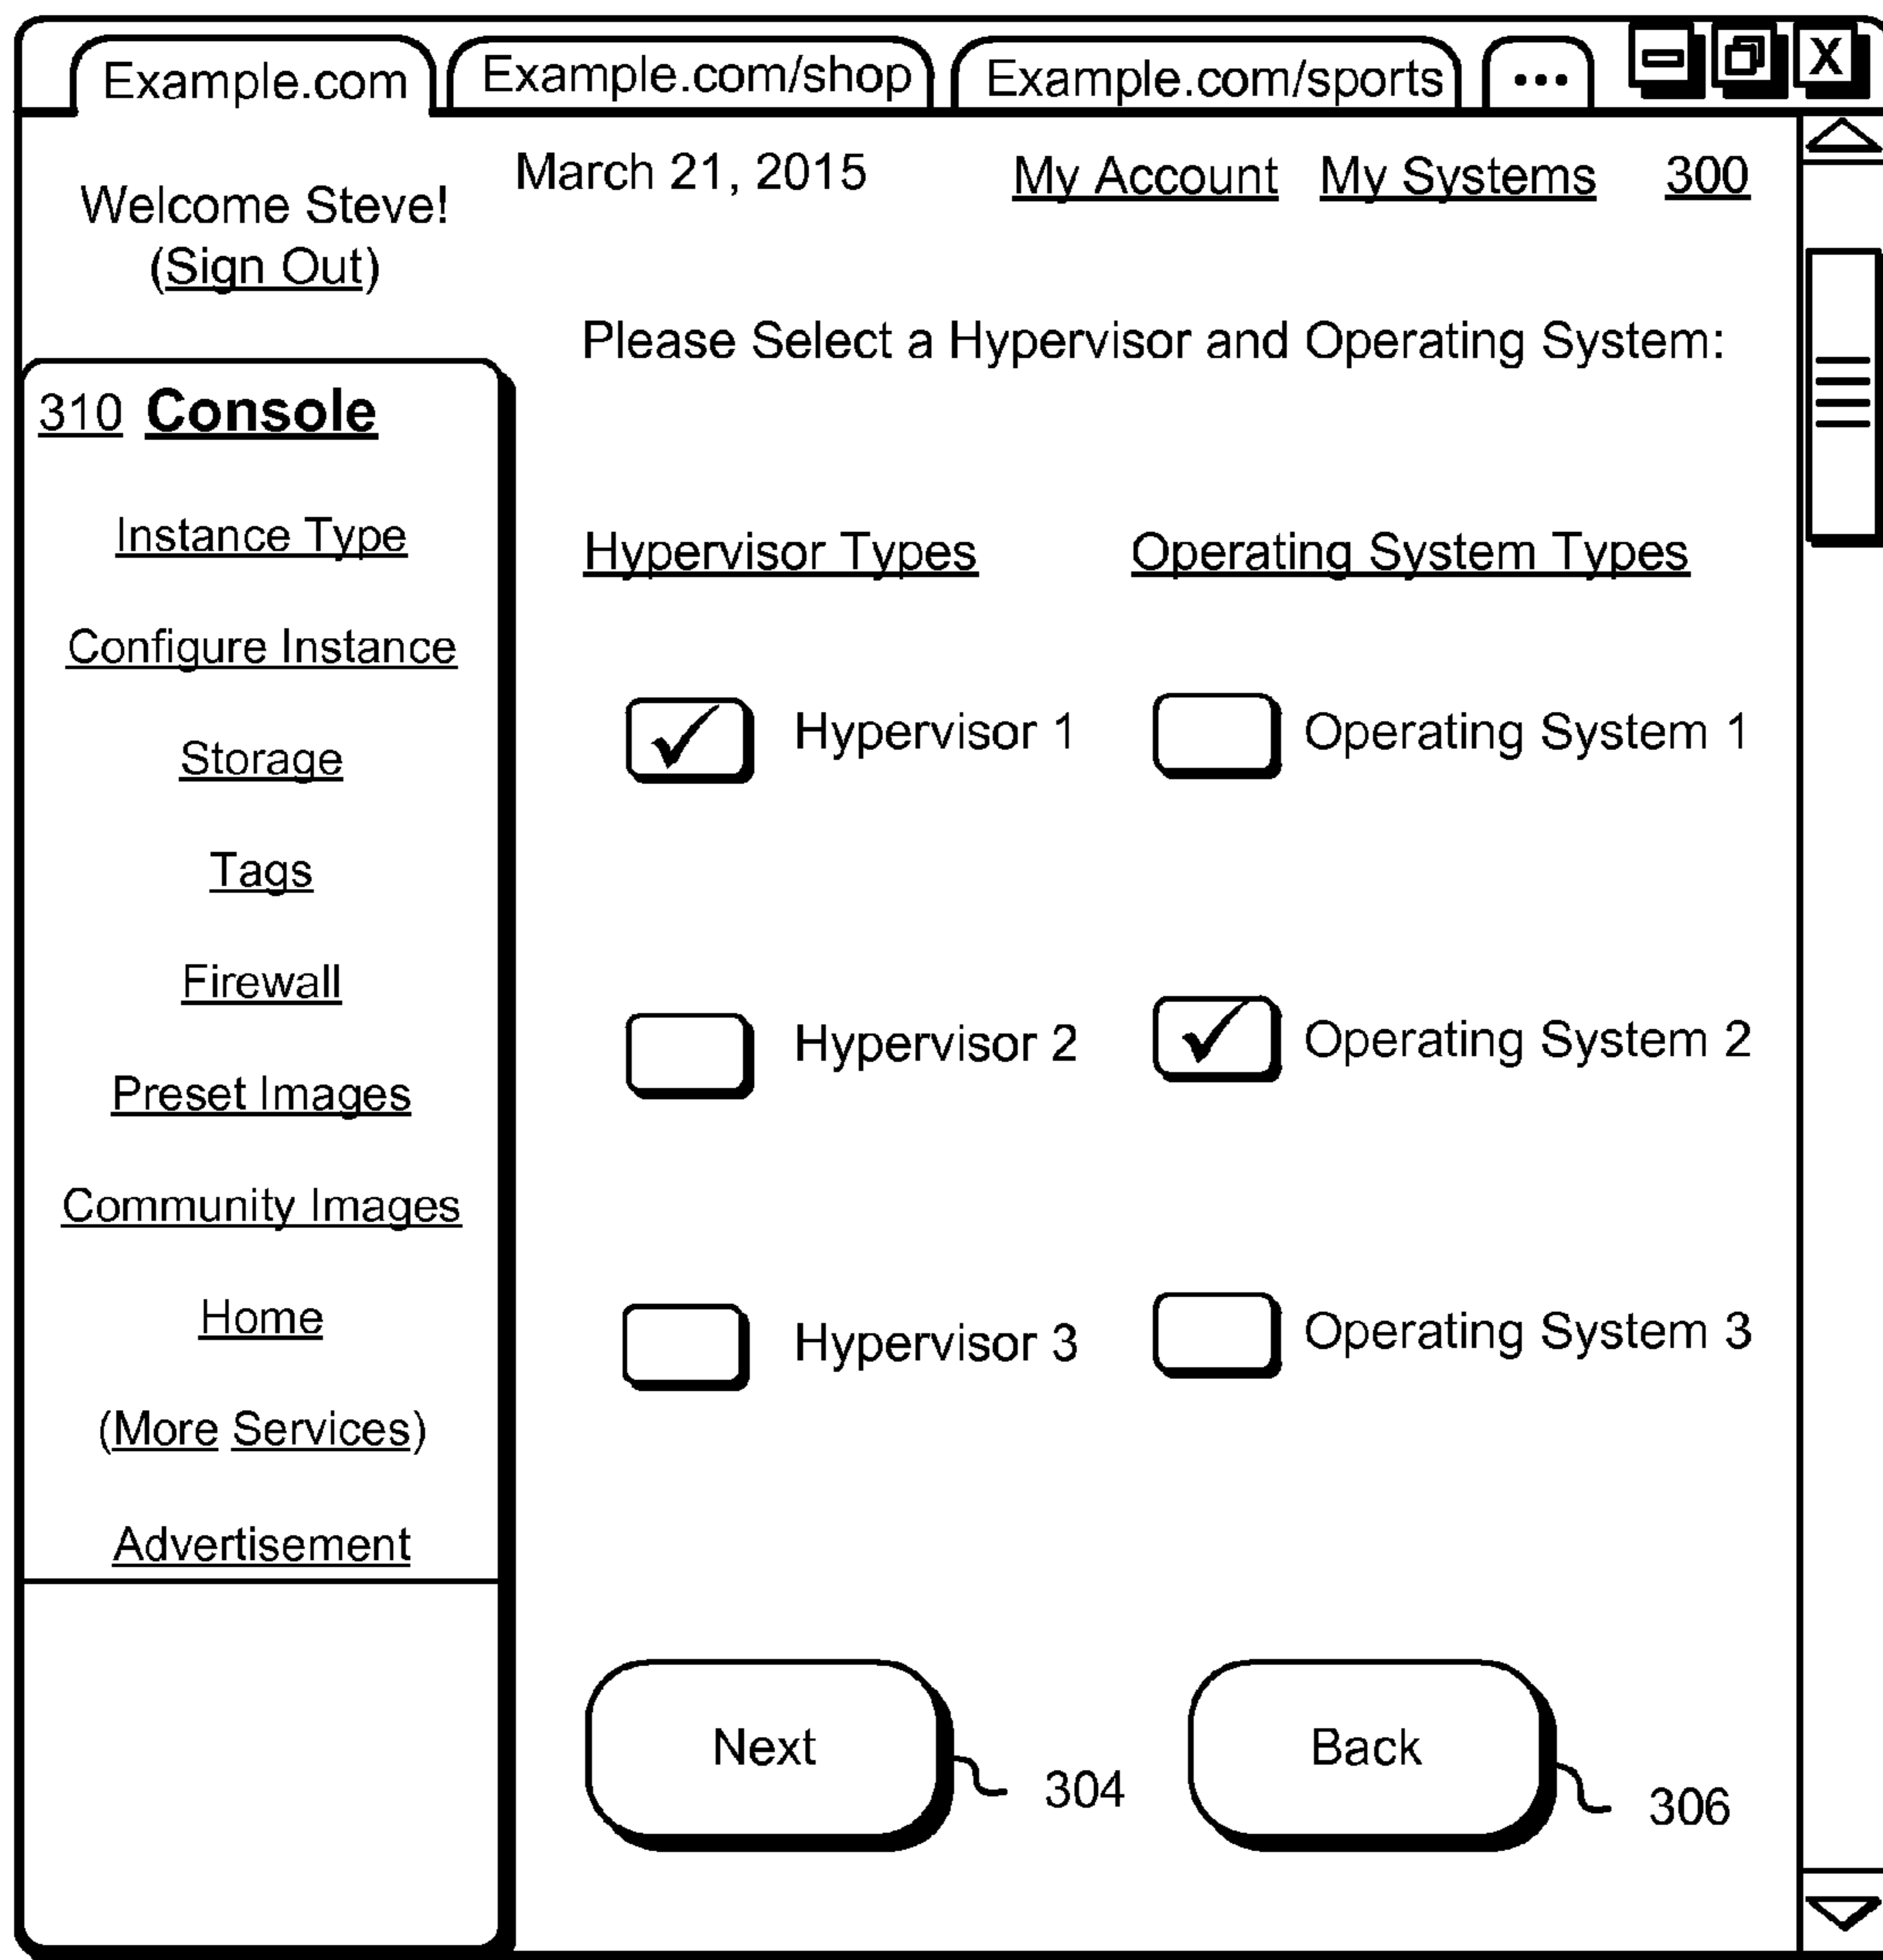 Example.com
Example.com/shop
Example.com/sports
...
X
Welcome Steve!
(Sign Out)
March 21, 2015
My Account
My Systems
300
310 Console
Instance Type
Configure Instance
Storage
Tags
Firewall
Preset Images
Community Images
Home
(More Services)
Advertisement
Please Select a Hypervisor and Operating System:
Hypervisor Types
Operating System Types
Hypervisor 1
Operating System 1
Hypervisor 2
Operating System 2
Hypervisor 3
Operating System 3
Next
304
Back
306